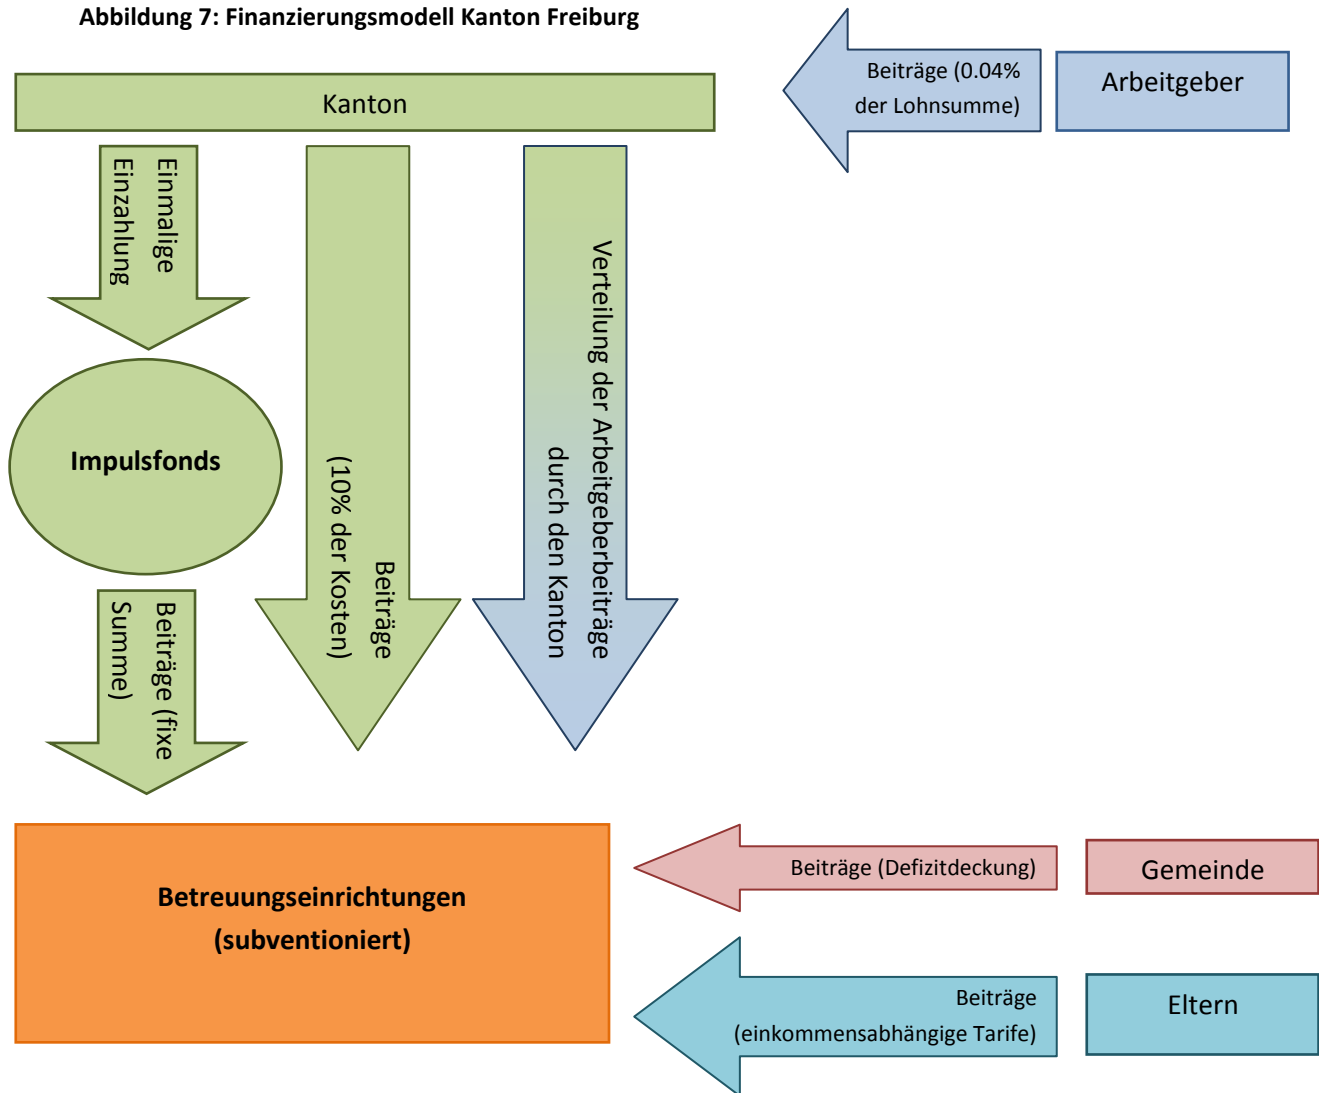 Abbildung 7: Finanzierungsmodell Kanton Freiburg
Kanton
Beiträge (0.04%
der Lohnsumme)
Arbeitgeber
Einmalige
Einzahlung
Impulsfonds
Beiträge (fixe
Summe)
Beiträge
(10% der Kosten)
Verteilung der Arbeitgeberbeiträge
durch den Kanton
Betreuungseinrichtungen
(subventioniert)
Beiträge (Defizitdeckung)
Gemeinde
Beiträge
(einkommensabhängige Tarife)
Eltern